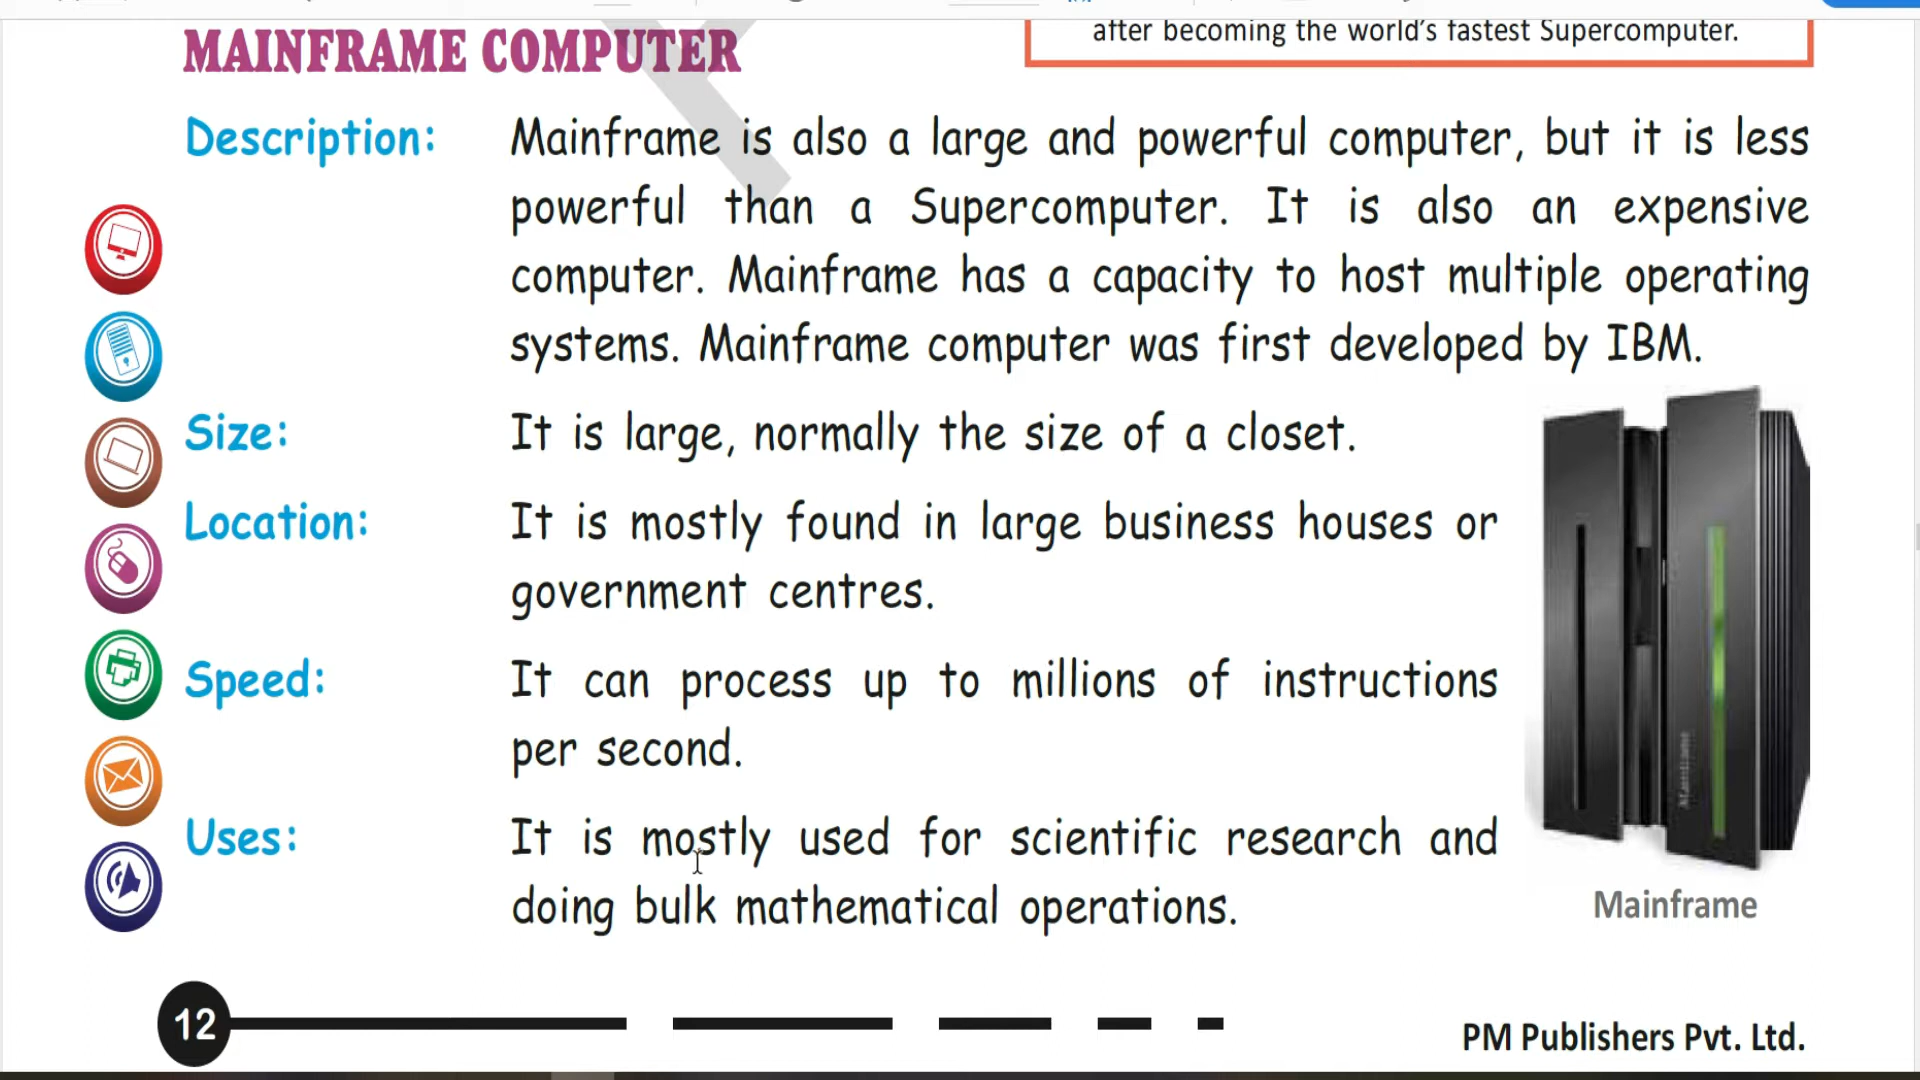 after becoming the world's fastest Supercomputer.
MAINFRAME COMPUTER
Description: Mainframe is also a large and powerful computer, but it is less
powerful than a Supercomputer. It is also an expensive
computer. Mainframe has a capacity to host multiple operating
systems. Mainframe computer was first developed by IBM.
Size: It is large, normally the size of a closet.
Location: It is mostly found in large business houses or
government centres.
Speed: It can process up to millions of instructions
per second.
Uses: It is mostly used for scientific research and
doing bulk mathematical operations.
Mainframe
Mainframe
12
PM Publishers Pvt. Ltd.